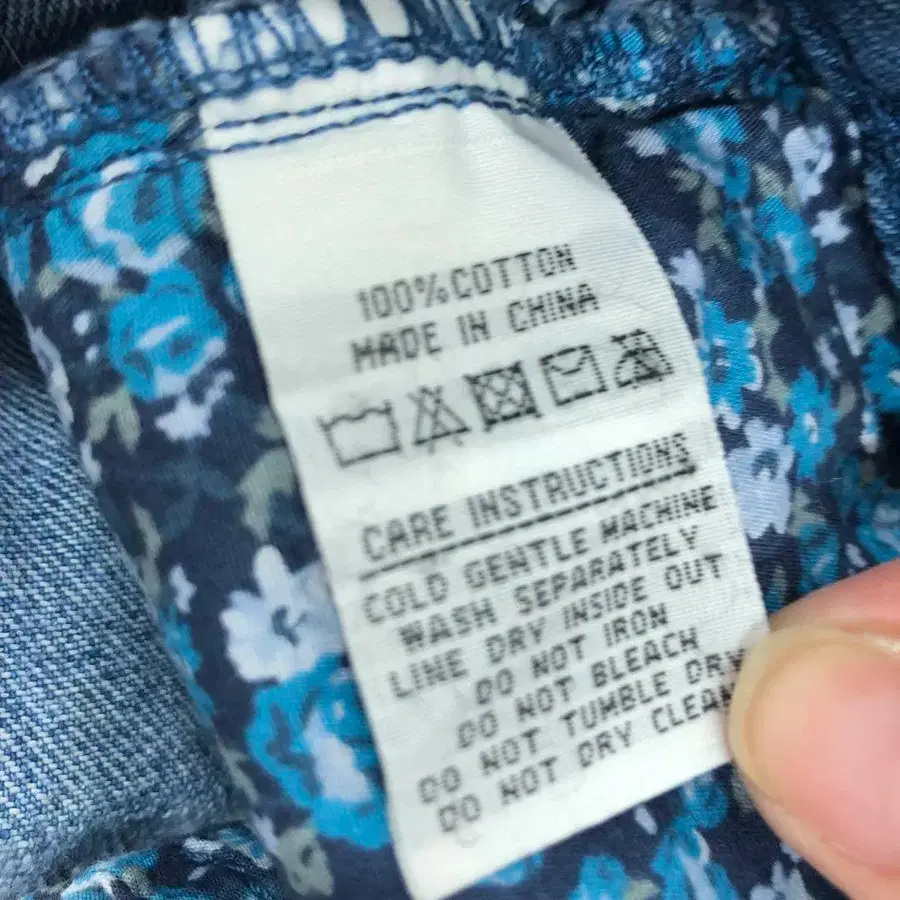 100%COTTON
MADE IN CHINA
CARE INSTRUCTIONS
COLD GENTLE MACHINE
WASH SEPARATELY
LINE DRY INSIDE OUT
DO NOT IRON
DO NOT BLEACH
DO NOT TUMBLE DRY
DO NOT DRY CLEAN